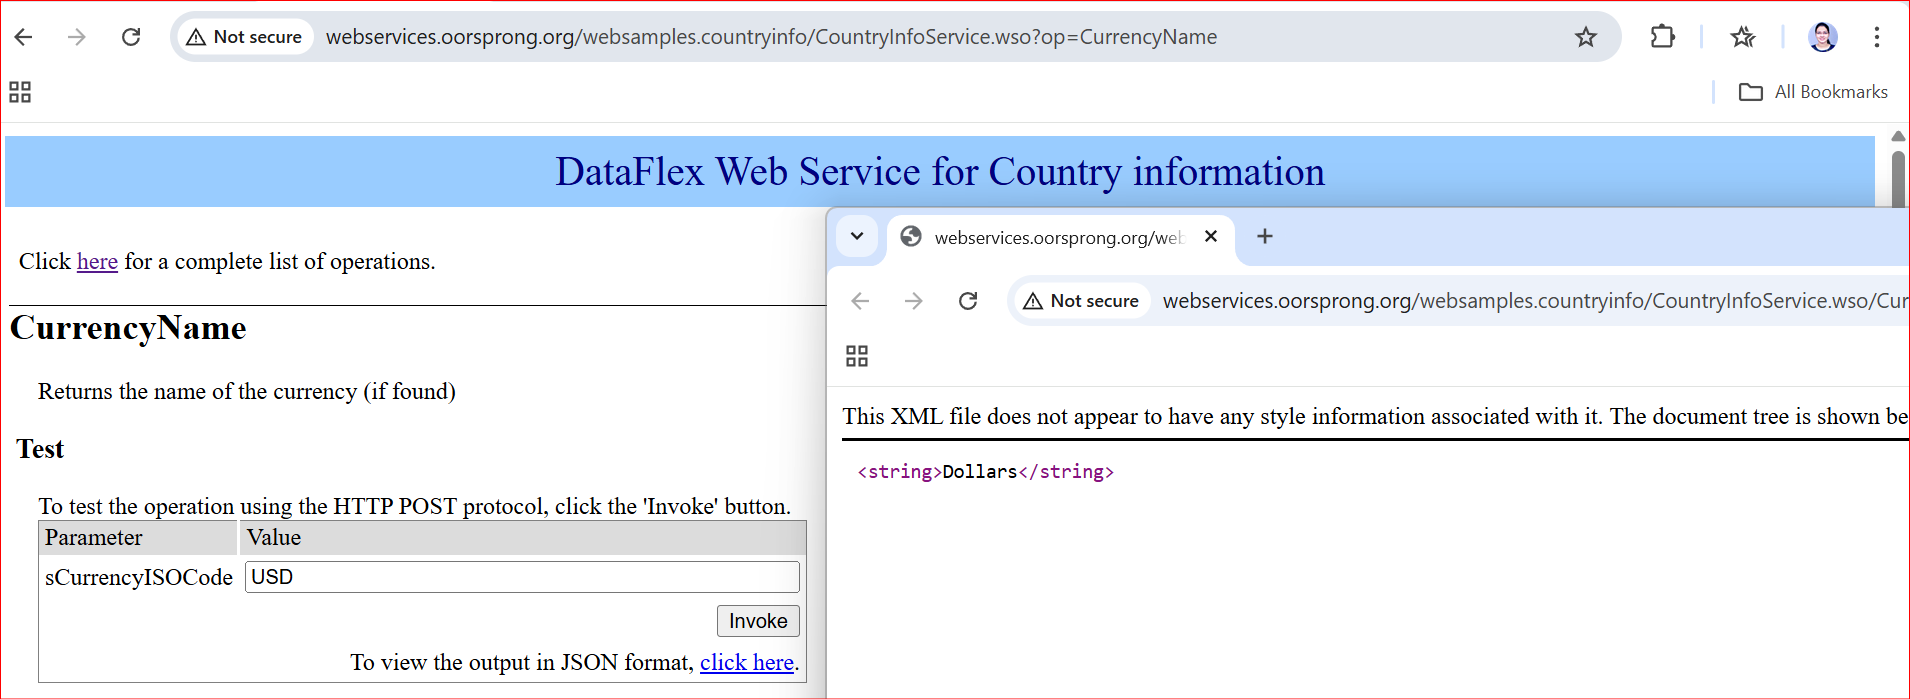 Not secure webservices.oorsprong.org/websamples.countryinfo/CountryInfoService.wso?op=CurrencyName
All Bookmarks
DataFlex Web Service for Country information
Click here for a complete list of operations.
CurrencyName
Returns the name of the currency (if found)
Test
To test the operation using the HTTP POST protocol, click the 'Invoke' button.
Parameter Value
sCurrencyISOCode USD
Invoke
To view the output in JSON format, click here.
webservices.oorsprong.org/web
Not secure webservices.oorsprong.org/websamples.countryinfo/CountryInfoService.wso/Cur
This XML file does not appear to have any style information associated with it. The document tree is shown be
<string>Dollars</string>